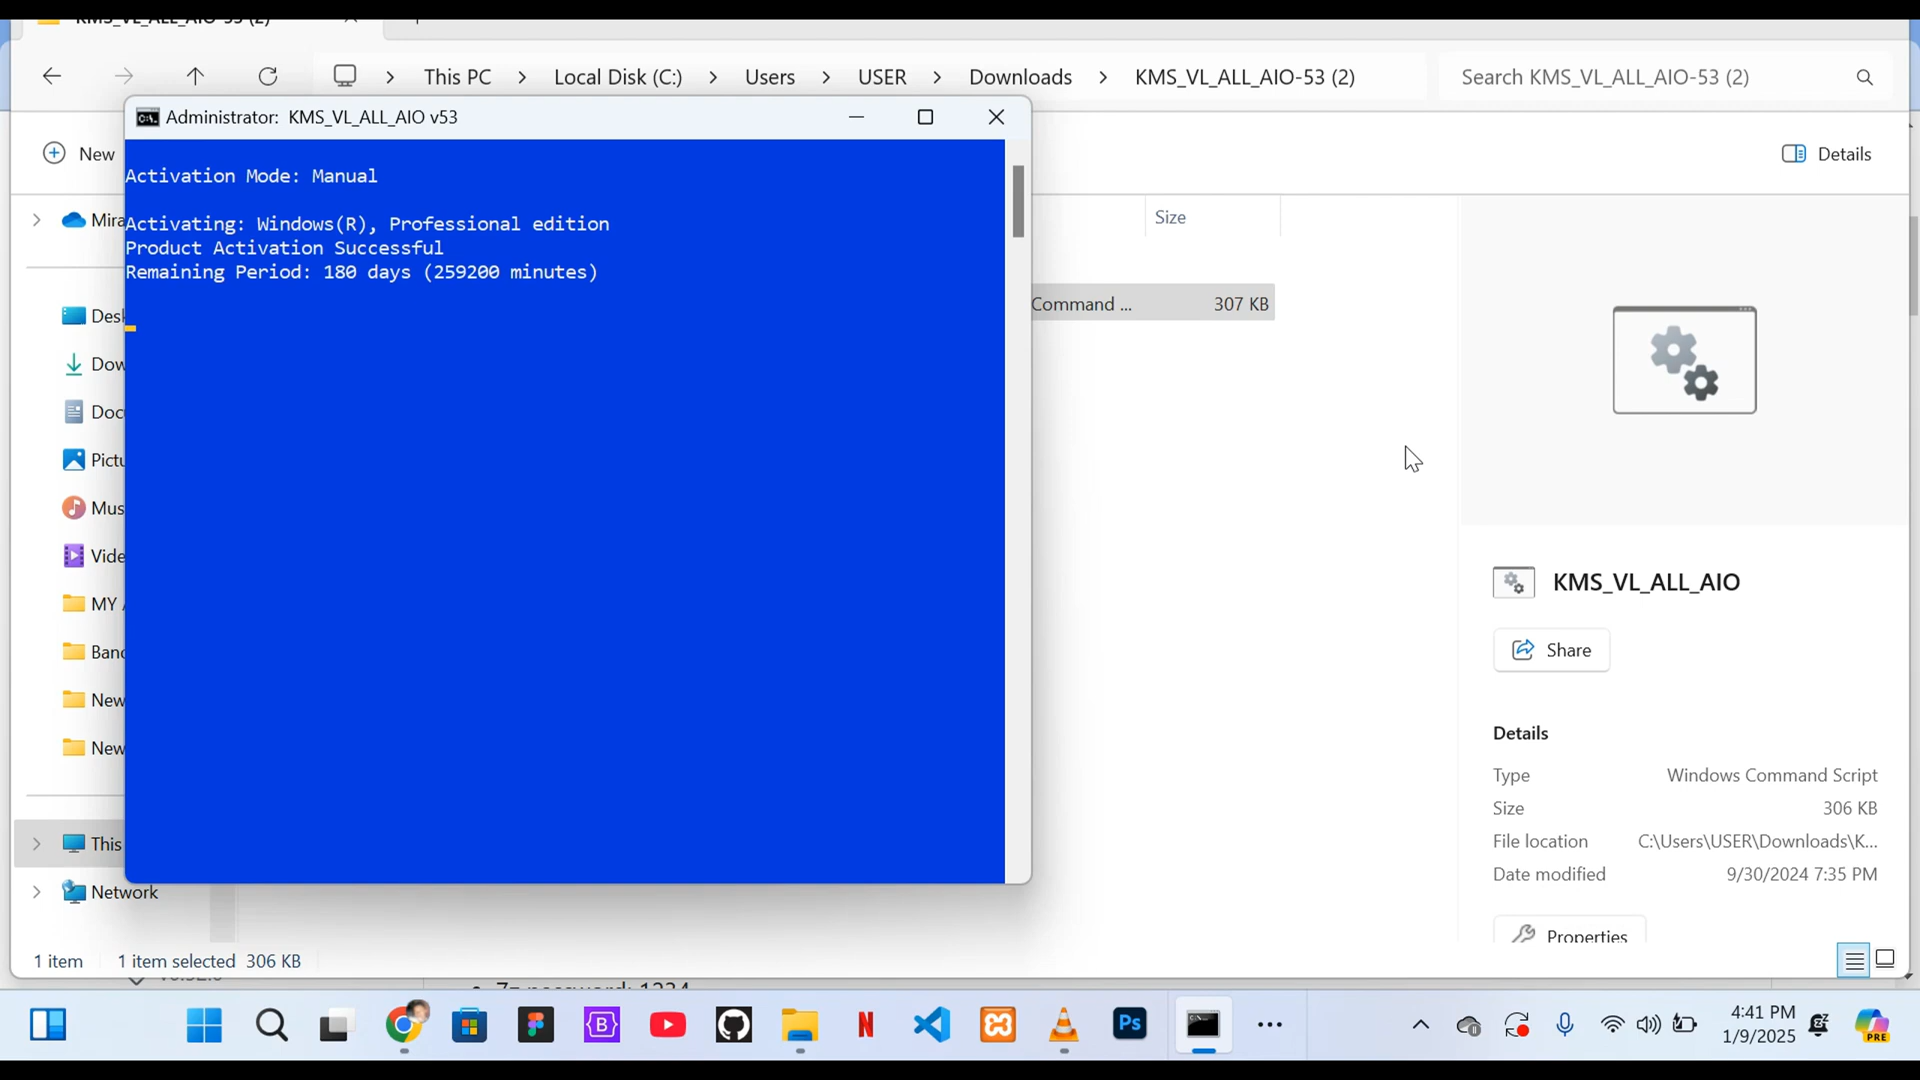 This PC > Local Disk (C:) > Users > USER > Downloads > KMS_VL_ALL_AIO-53 (2)
Search KMS_VL_ALL_AIO-53 (2)
Administrator: KMS_VL_ALL_AIO v53
New
Details
Activation Mode: Manual
Activating: Windows(R), Professional edition
Product Activation Successful
Remaining Period: 180 days (259200 minutes)
Size
Command ...
307 KB
MY
This
Network
KMS_VL_ALL_AIO
Share
Details
Type Windows Command Script
Size 306 KB
File location C:\Users\USER\Downloads\K...
Date modified 9/30/2024 7:35 PM
Properties
1 item 1 item selected 306 KB
4:41 PM
1/9/2025
PRE